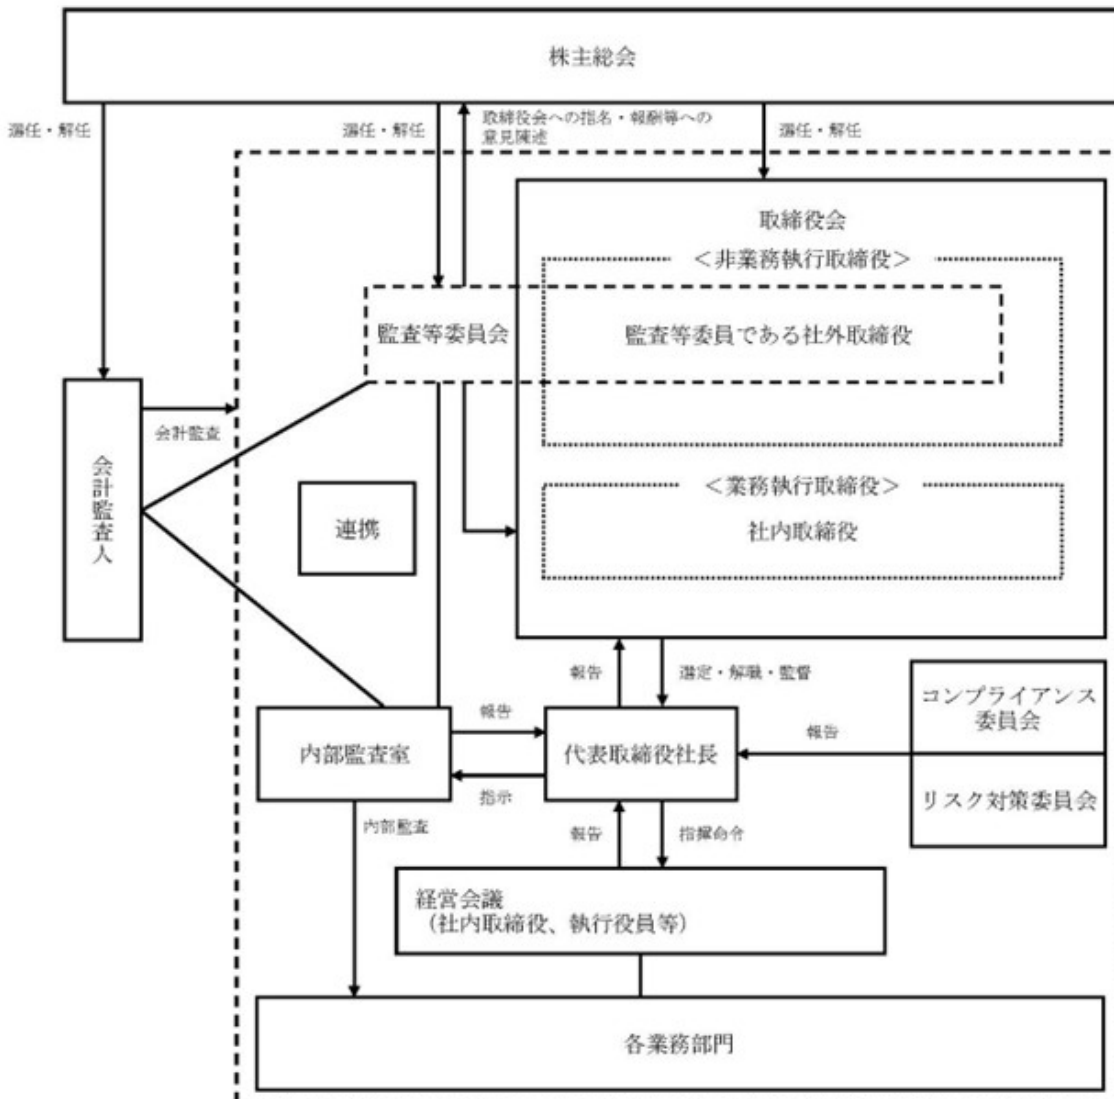 株主総会
選任・解任
選任・解任
取締役会への指名・報酬等への
意見陳述
選任・解任
取締役会
＜非業務執行取締役＞
監査等委員会
監査等委員である社外取締役
会計監査
会計監査人
連携
＜業務執行取締役＞
社内取締役
報告
選定・解職・監督
コンプライアンス
委員会
報告
報告
内部監査室
代表取締役社長
指示
リスク対策委員会
内部監査
報告
指揮命令
経営会議
（社内取締役、執行役員等）
各業務部門